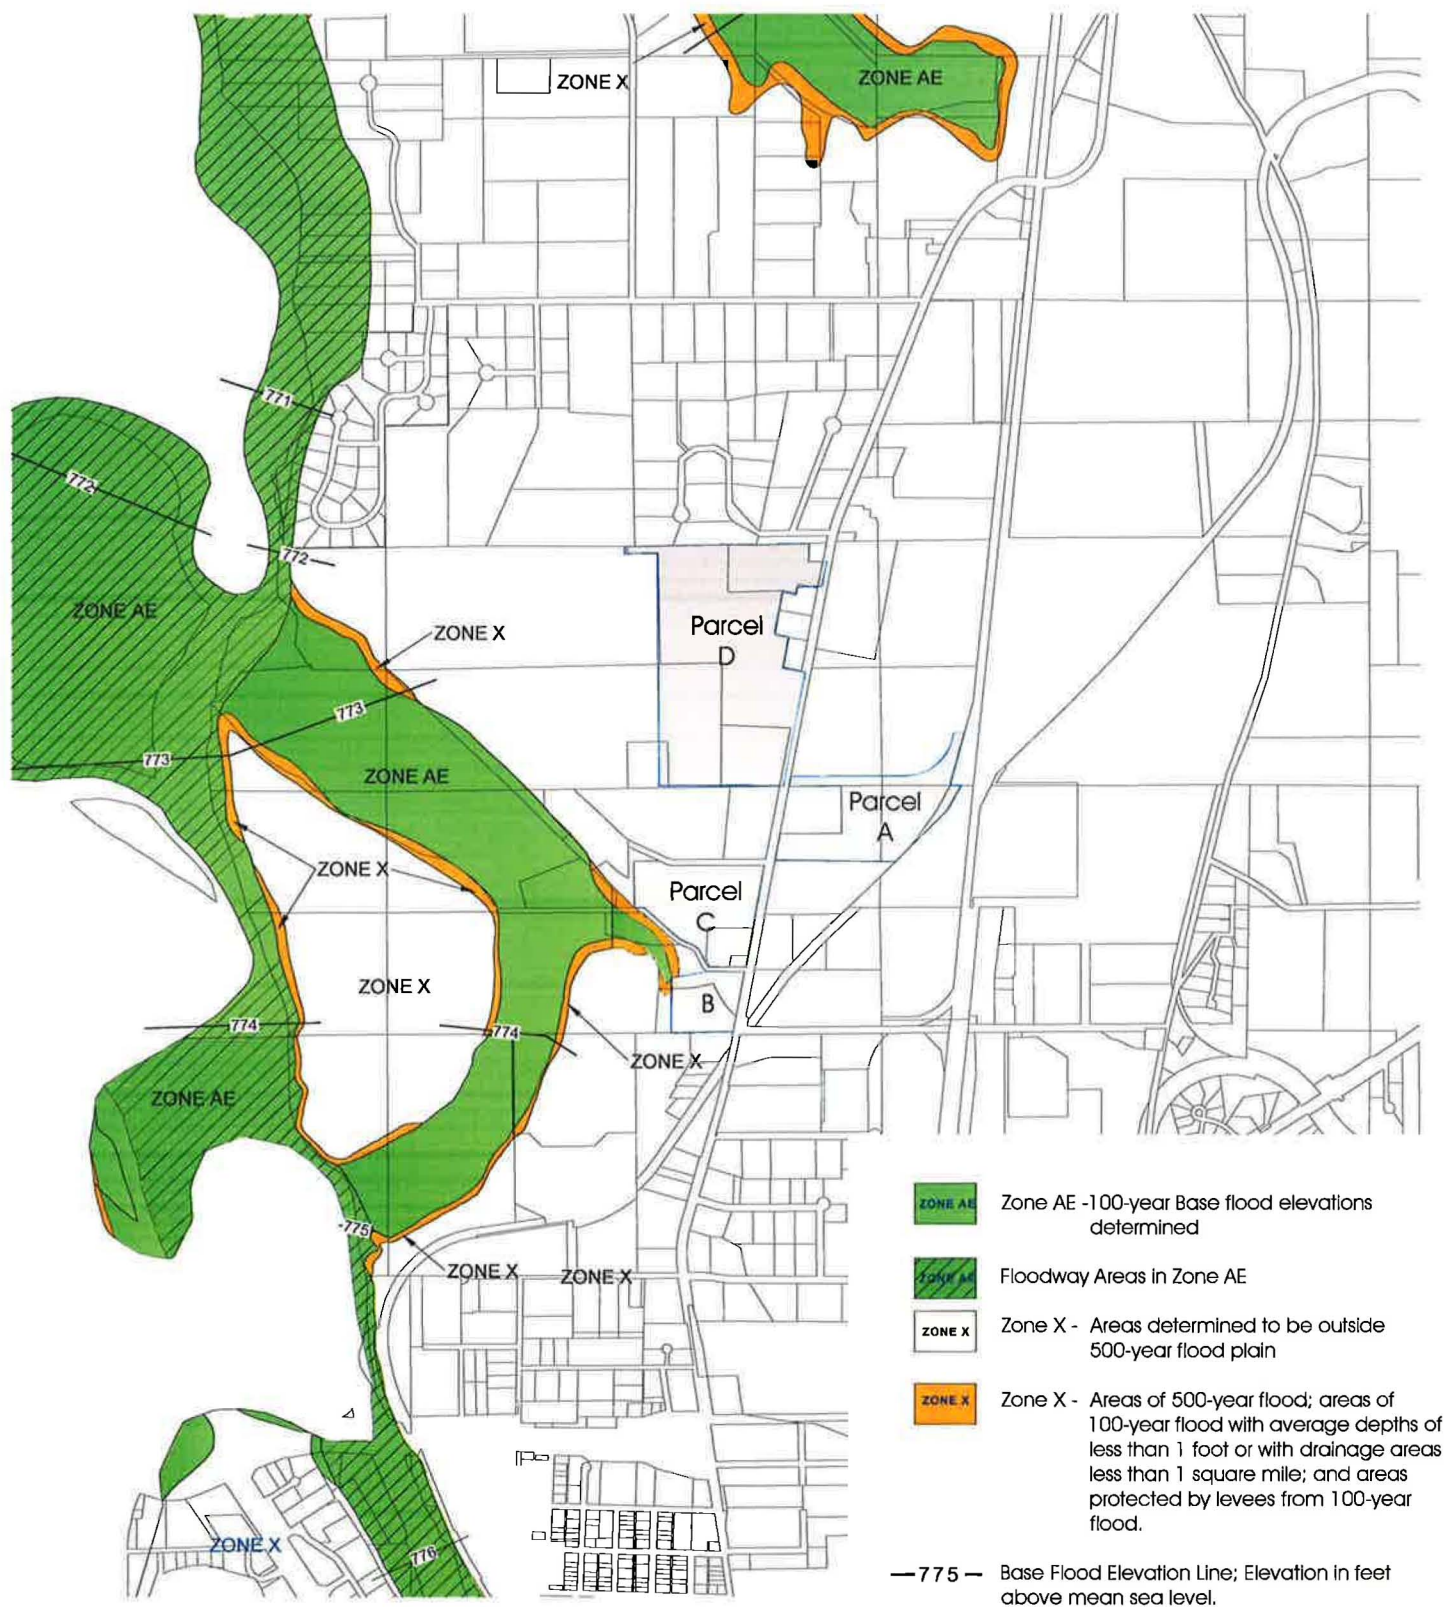 ZONE X
ZONE AE
771
772
772
ZONE AE
ZONE X
Parcel
D
773
773
ZONE AE
Parcel
A
ZONE X
Parcel
C
ZONE X
B
774
774
ZONE X
ZONE AE
775
ZONE X
ZONE X
ZONE X
776
ZONE AE
Zone AE -100-year Base flood elevations
determined
ZONE AE
Floodway Areas in Zone AE
ZONE X
Zone X - Areas determined to be outside
500-year flood plain
ZONE X
Zone X - Areas of 500-year flood; areas of
100-year flood with average depths of
less than 1 foot or with drainage areas
less than 1 square mile; and areas
protected by levees from 100-year
flood.
775
Base Flood Elevation Line; Elevation in feet
above mean sea level.